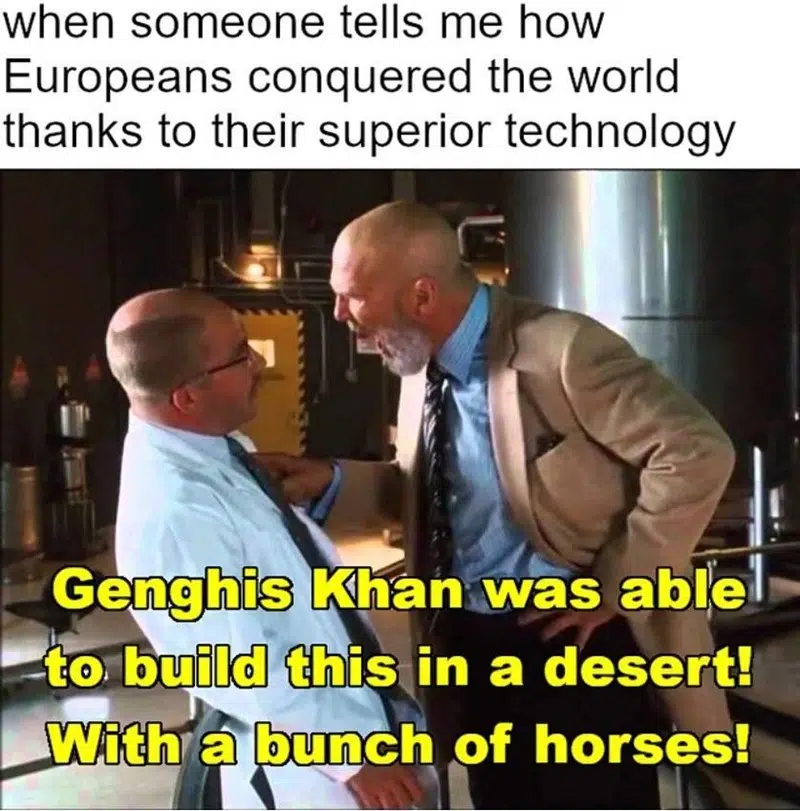 when someone tells me how
Europeans conquered the world
thanks to their superior technology
Genghis Khan was able
to build this in a desert!
With a bunch of horses!